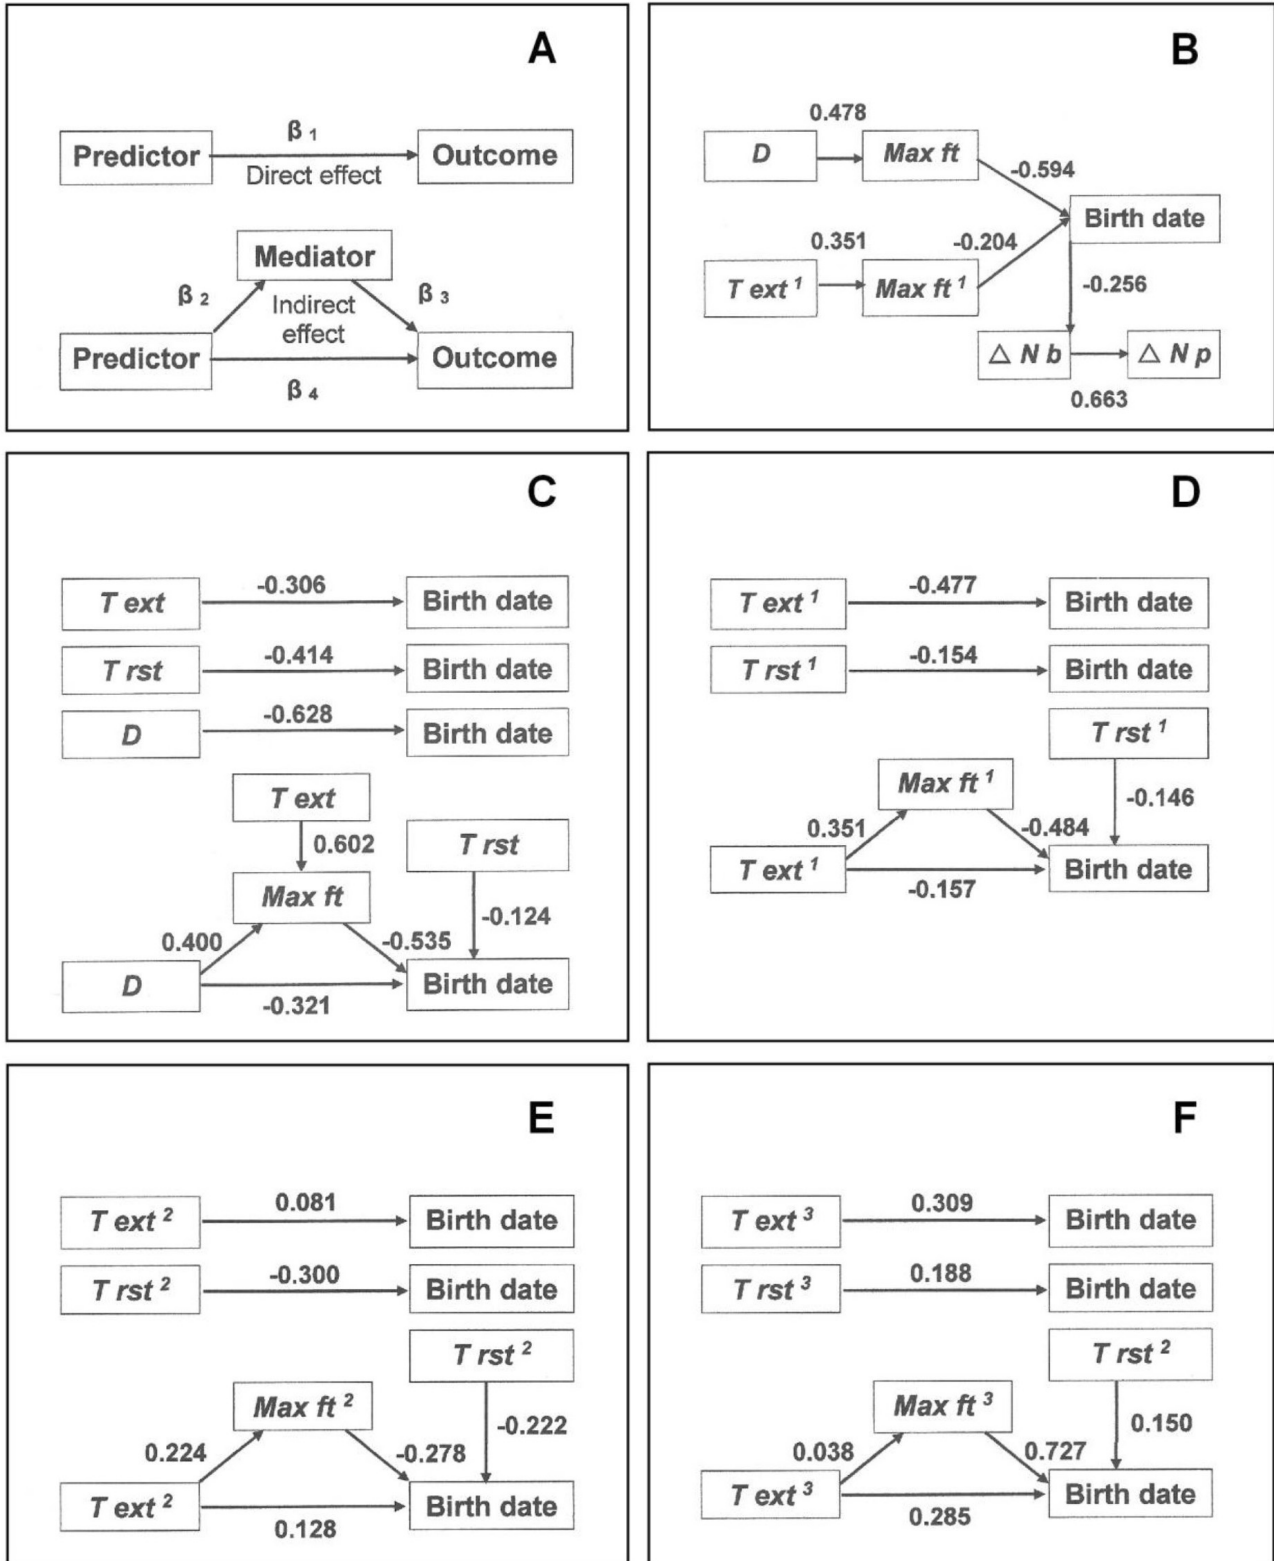 A
β 1
Predictor
Outcome
Direct effect
Mediator
β 2
Indirect
effect
β 3
Predictor
Outcome
β 4
B
0.478
D
Max ft
-0.594
Birth date
0.351
-0.204
T ext 1
Max ft 1
-0.256
△ N b
△ N p
0.663
C
T ext
-0.306
Birth date
T rst
-0.414
Birth date
D
-0.628
Birth date
T ext
0.602
T rst
Max ft
-0.124
0.400
-0.535
D
Birth date
-0.321
D
T ext 1
-0.477
Birth date
T rst 1
-0.154
Birth date
T rst 1
Max ft 1
-0.146
0.351
-0.484
T ext 1
Birth date
-0.157
E
T ext 2
0.081
Birth date
T rst 2
-0.300
Birth date
T rst 2
Max ft 2
-0.222
0.224
-0.278
T ext 2
Birth date
0.128
F
T ext 3
0.309
Birth date
T rst 3
0.188
Birth date
T rst 2
Max ft 3
0.150
0.038
0.727
T ext 3
Birth date
0.285